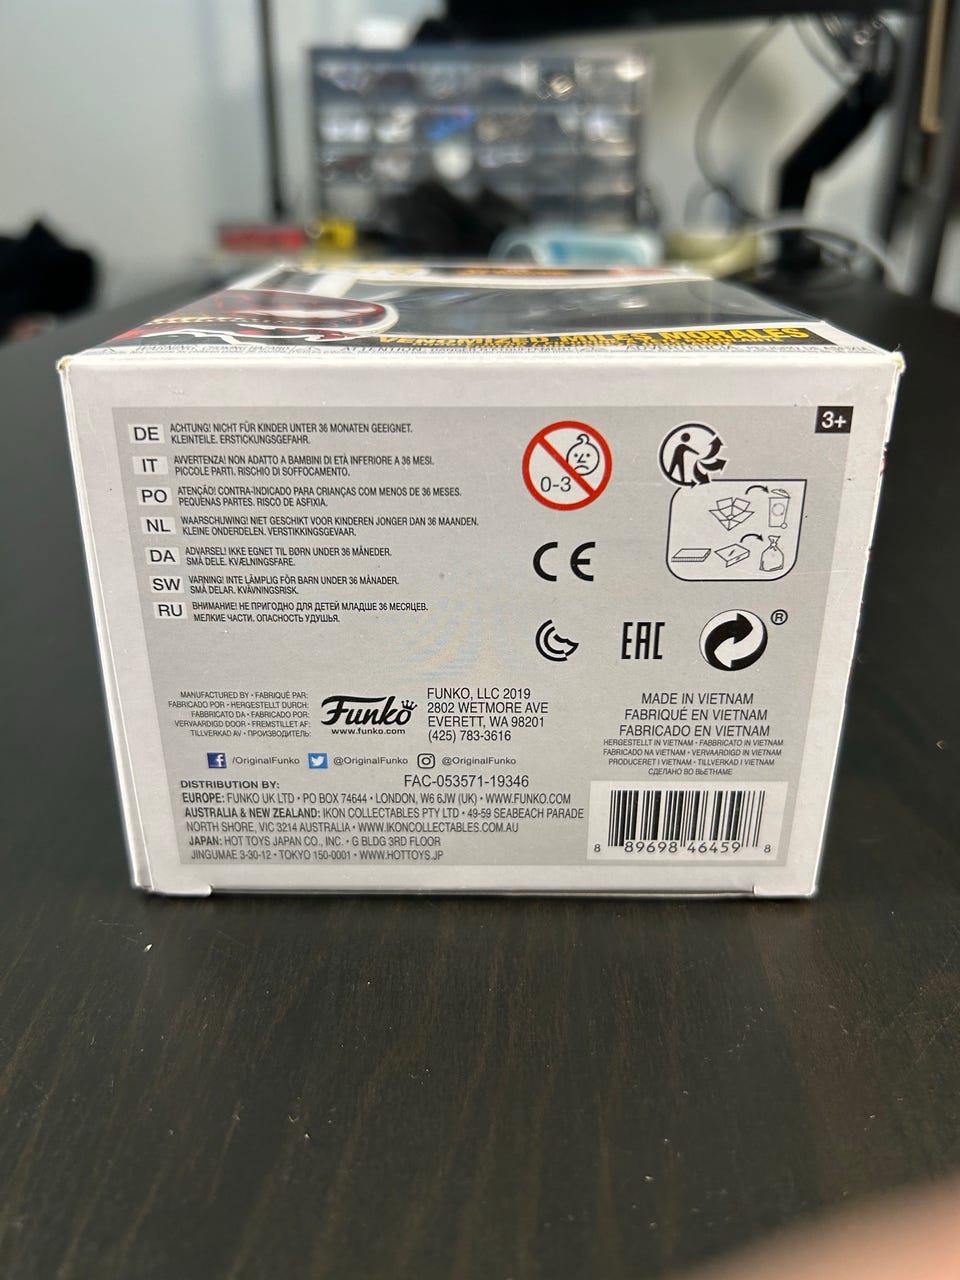 VENOMIZED MILES MORALES
3+
DE ACHTUNG! NICHT FÜR KINDER UNTER 36 MONATEN GEEIGNET.
KLEINTEILE. ERSTICKUNGSGEFAHR.
IT AVVERTENZA! NON ADATTO A BAMBINI DI ETÀ INFERIORE A 36 MESI.
PICCOLE PARTI. RISCHIO DI SOFFOCAMENTO.
PO ATENÇÃO! CONTRA-INDICADO PARA CRIANÇAS COM MENOS DE 36 MESES.
PEQUENAS PARTES. RISCO DE ASFIXIA.
NL WAARSCHUWING! NIET GESCHIKT VOOR KINDEREN JONGER DAN 36 MAANDEN.
KLEINE ONDERDELEN. VERSTIKKINGSGEVAAR.
DA ADVARSEL! IKKE EGNET TIL BØRN UNDER 36 MÅNEDER.
SMÅ DELE. KVÆLNINGSFARE.
SW VARNING! INTE LÄMPLIG FÖR BARN UNDER 36 MÅNADER.
SMÅ DELAR. KVÄVNINGSRISK.
RU ВНИМАНИЕ! НЕ ПРИГОДНО ДЛЯ ДЕТЕЙ МЛАДШЕ 36 МЕСЯЦЕВ.
МЕЛКИЕ ЧАСТИ. ОПАСНОСТЬ УДУШЬЯ.
0-3
CE
EAC
®
MANUFACTURED BY • FABRIQUÉ PAR:
FABRICADO POR • HERGESTELLT DURCH:
FABBRICATO DA • FABRICADO POR:
VERVAARDIGD DOOR • FREMSTILLET AF:
TILLVERKAD AV • ПРОИЗВОДИТЕЛЬ:
Funko
www.funko.com
FUNKO, LLC 2019
2802 WETMORE AVE
EVERETT, WA 98201
(425) 783-3616
/OriginalFunko @OriginalFunko @OriginalFunko
FAC-053571-19346
DISTRIBUTION BY:
EUROPE: FUNKO UK LTD • PO BOX 74644 • LONDON, W6 6JW (UK) • WWW.FUNKO.COM
AUSTRALIA & NEW ZEALAND: IKON COLLECTABLES PTY LTD • 49-59 SEABEACH PARADE
NORTH SHORE, VIC 3214 AUSTRALIA • WWW.IKONCOLLECTABLES.COM.AU
JAPAN: HOT TOYS JAPAN CO., INC. • G BLDG 3RD FLOOR
JINGUMAE 3-30-12 • TOKYO 150-0001 • WWW.HOTTOYS.JP
MADE IN VIETNAM
FABRIQUÉ EN VIETNAM
FABRICADO EN VIETNAM
HERGESTELLT IN VIETNAM • FABBRICATO IN VIETNAM
FABRICADO NA VIETNAM • VERVAARDIGD IN VIETNAM
PRODUCERET I VIETNAM • TILLVERKAD I VIETNAM
СДЕЛАНО ВО ВЬЕТНАМЕ
8 89698 46459 8